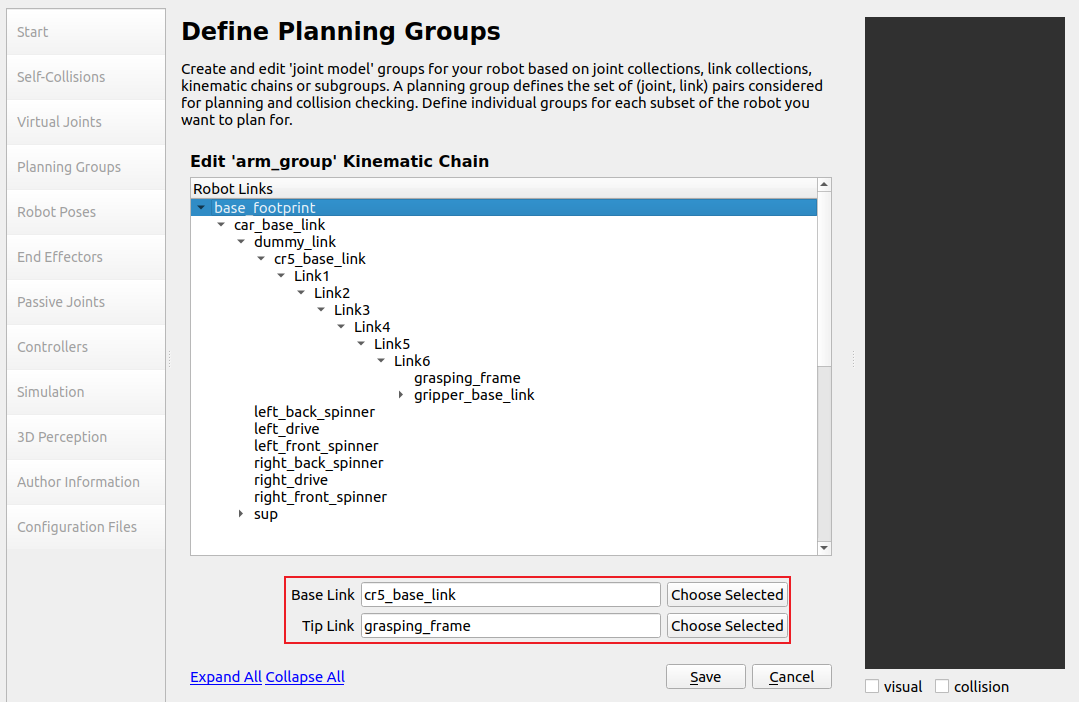 Start
Self-Collisions
Virtual Joints
Planning Groups
Robot Poses
End Effectors
Passive Joints
Controllers
Simulation
3D Perception
Author Information
Configuration Files
Define Planning Groups
Create and edit 'joint model' groups for your robot based on joint collections, link collections,
kinematic chains or subgroups. A planning group defines the set of (joint, link) pairs considered
for planning and collision checking. Define individual groups for each subset of the robot you
want to plan for.
Edit 'arm_group' Kinematic Chain
Robot Links
base_footprint
car_base_link
dummy_link
cr5_base_link
Link1
Link2
Link3
Link4
Link5
Link6
grasping_frame
gripper_base_link
left_back_spinner
left_drive
left_front_spinner
right_back_spinner
right_drive
right_front_spinner
sup
Base Link cr5_base_link Choose Selected
Tip Link grasping_frame Choose Selected
Expand All Collapse All Save Cancel
visual collision